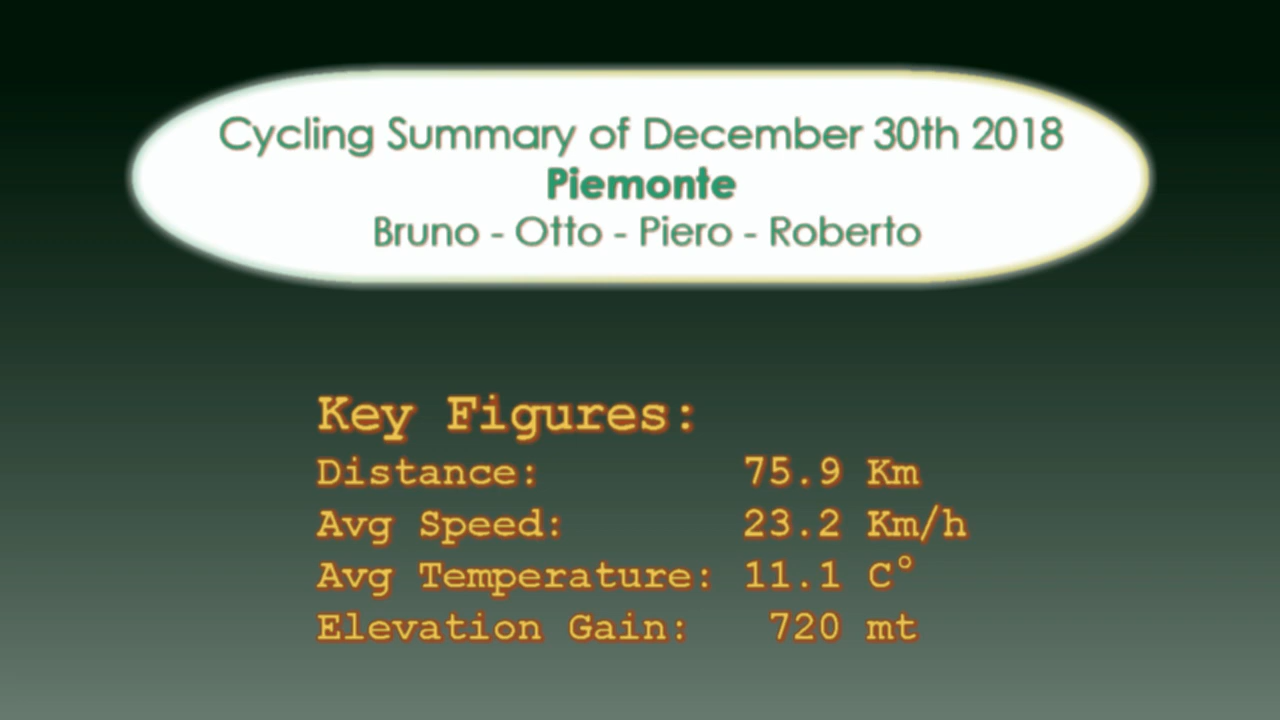 Cycling Summary of December 30th 2018
Piemonte
Bruno - Otto - Piero - Roberto
Key Figures:
Distance: 75.9 Km
Avg Speed: 23.2 Km/h
Avg Temperature: 11.1 C°
Elevation Gain: 720 mt